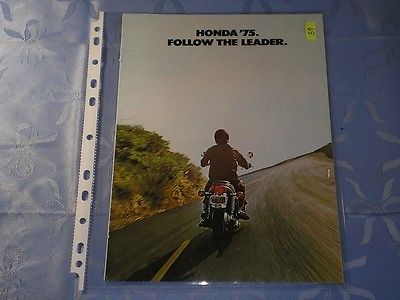 HONDA '75.
FOLLOW THE LEADER.